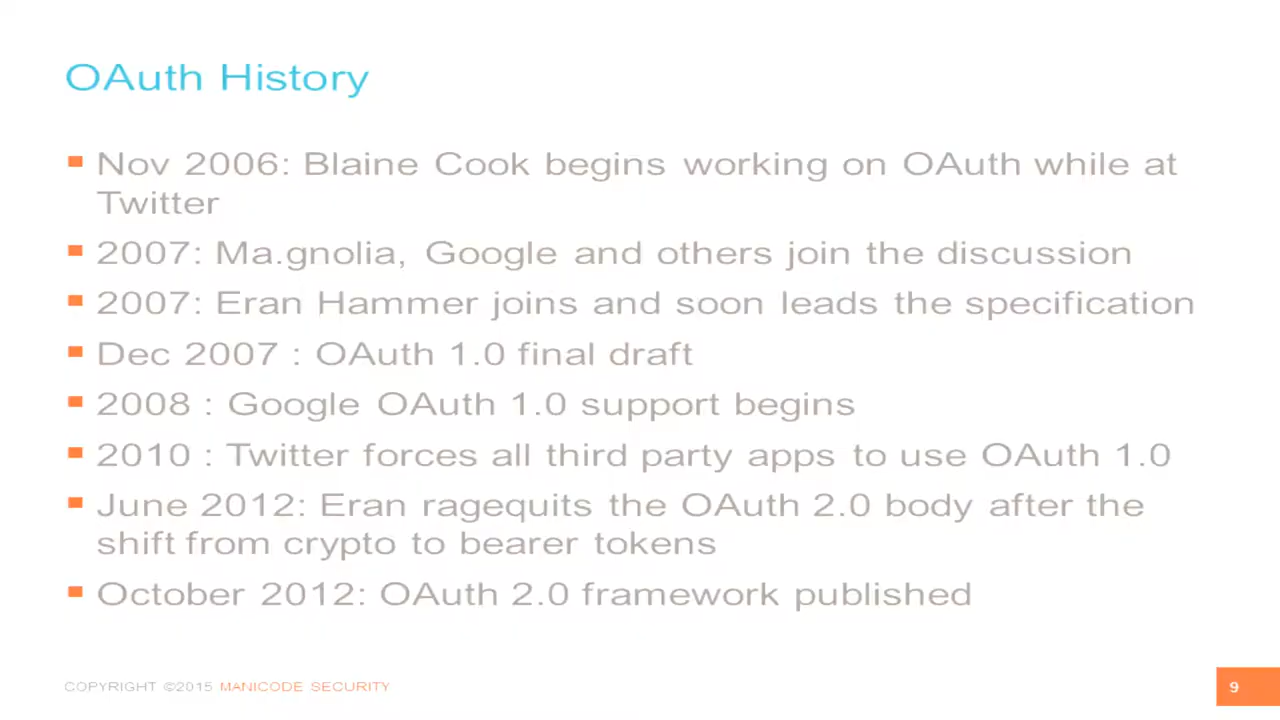 OAuth History
Nov 2006: Blaine Cook begins working on OAuth while at
Twitter
2007: Ma.gnolia, Google and others join the discussion
2007: Eran Hammer joins and soon leads the specification
Dec 2007 : OAuth 1.0 final draft
2008 : Google OAuth 1.0 support begins
2010 : Twitter forces all third party apps to use OAuth 1.0
June 2012: Eran ragequits the OAuth 2.0 body after the
shift from crypto to bearer tokens
October 2012: OAuth 2.0 framework published
COPYRIGHT ©2015 MANICODE SECURITY
9